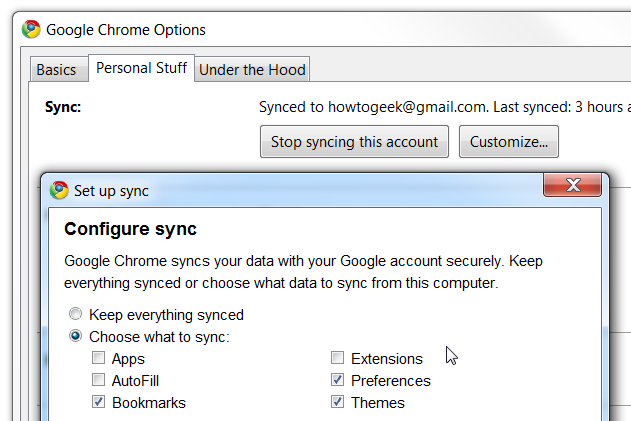 Google Chrome Options
Basics Personal Stuff Under the Hood
Sync: Synced to howtogeek@gmail.com. Last synced: 3 hours a
Stop syncing this account Customize...
Set up sync
Configure sync
Google Chrome syncs your data with your Google account securely. Keep
everything synced or choose what data to sync from this computer.
Keep everything synced
Choose what to sync:
Apps Extensions
AutoFill Preferences
Bookmarks Themes